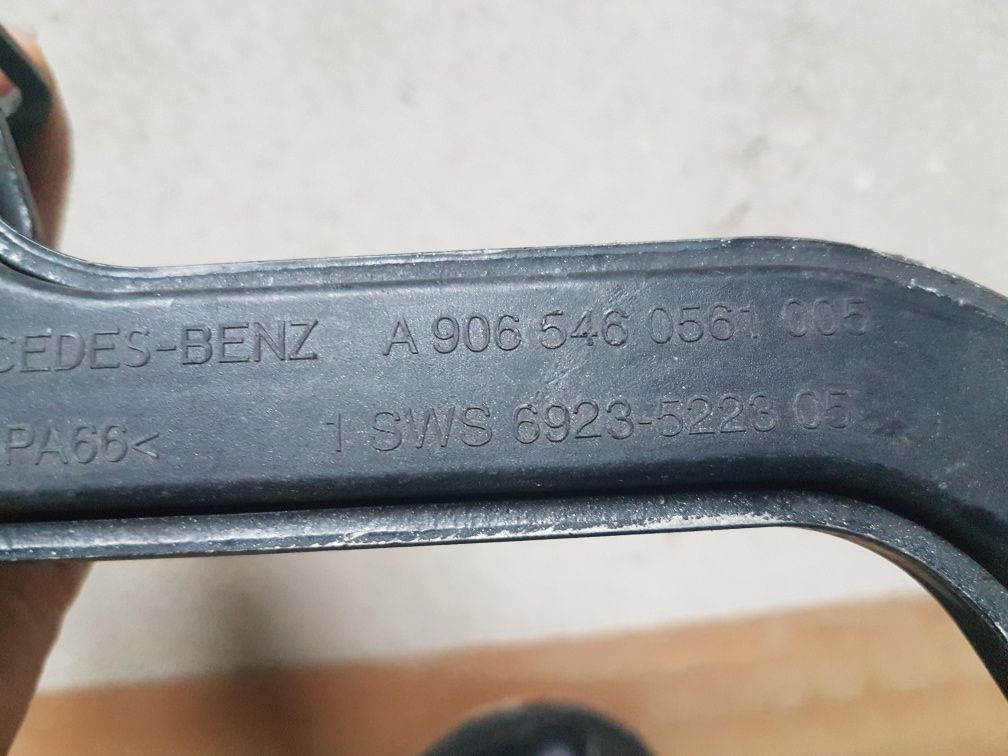 CEDES-BENZ A 906 546 0561 005
PA66< 1 SWS 6923-5223 05